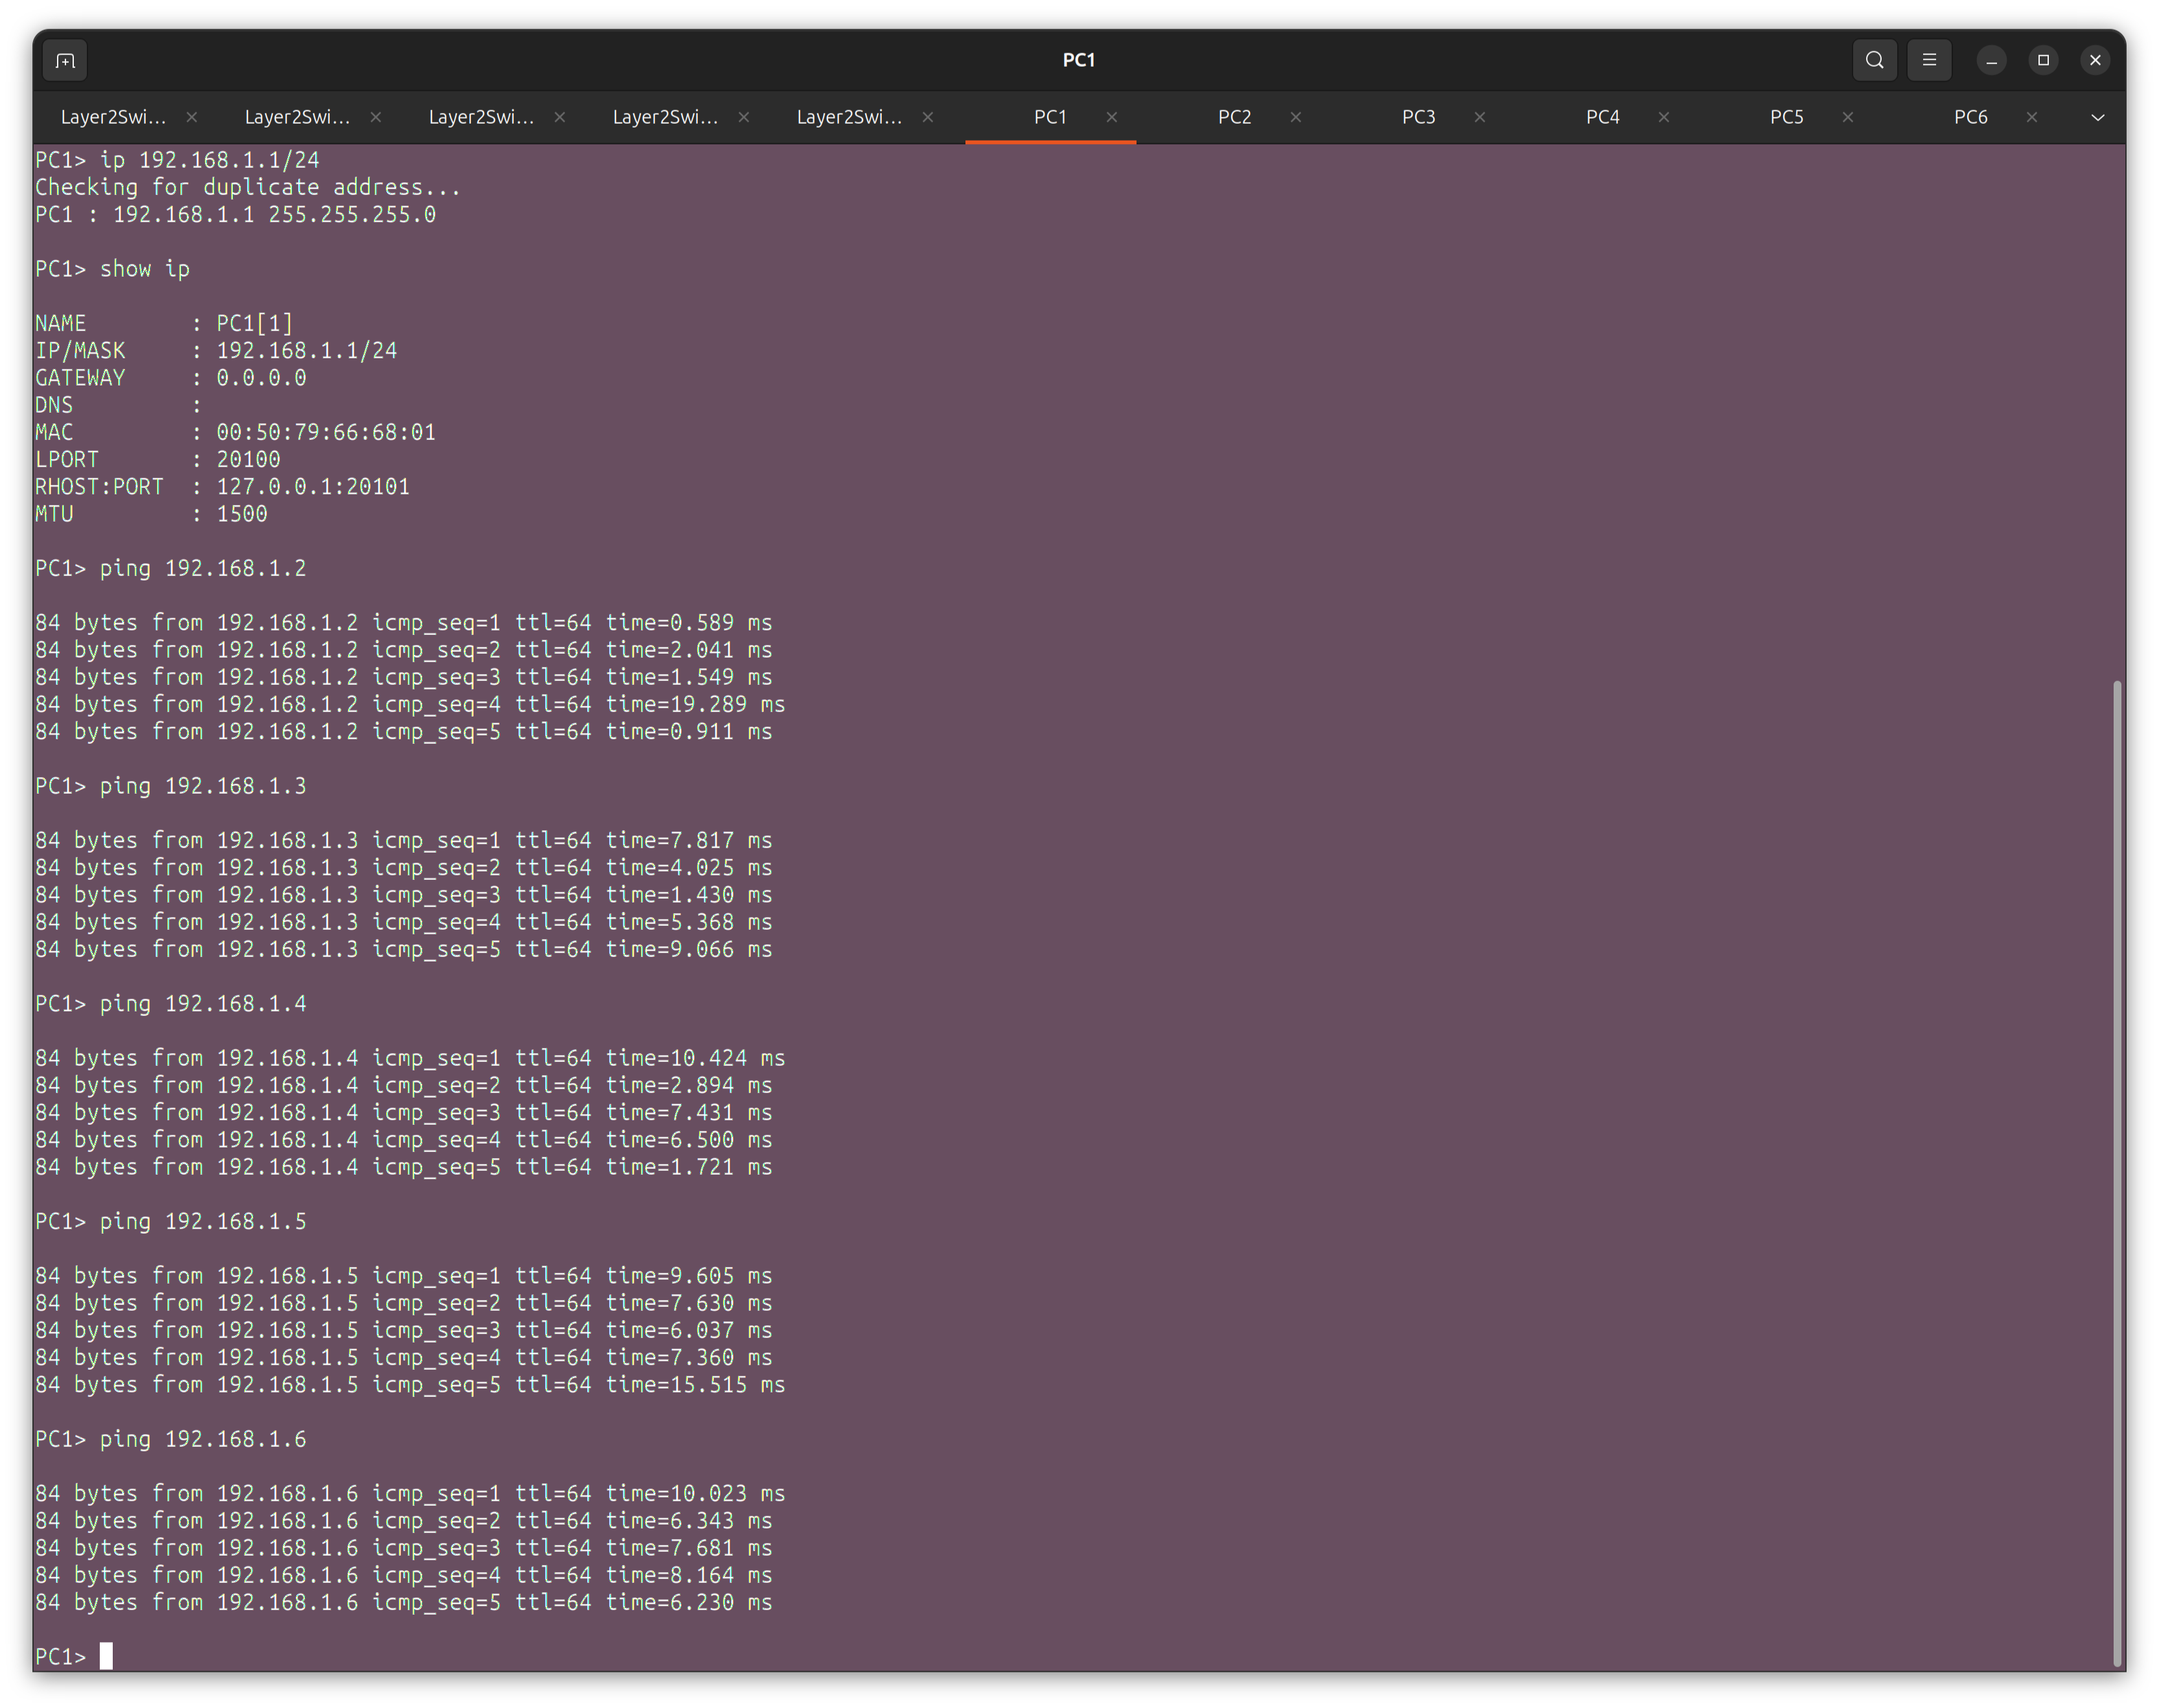 PC1
Layer2Swi... Layer2Swi... Layer2Swi... Layer2Swi... Layer2Swi... PC1 PC2 PC3 PC4 PC5 PC6
PC1> ip 192.168.1.1/24
Checking for duplicate address...
PC1 : 192.168.1.1 255.255.255.0
PC1> show ip
NAME : PC1[1]
IP/MASK : 192.168.1.1/24
GATEWAY : 0.0.0.0
DNS :
MAC : 00:50:79:66:68:01
LPORT : 20100
RHOST:PORT : 127.0.0.1:20101
MTU : 1500
PC1> ping 192.168.1.2
84 bytes from 192.168.1.2 icmp_seq=1 ttl=64 time=0.589 ms
84 bytes from 192.168.1.2 icmp_seq=2 ttl=64 time=2.041 ms
84 bytes from 192.168.1.2 icmp_seq=3 ttl=64 time=1.549 ms
84 bytes from 192.168.1.2 icmp_seq=4 ttl=64 time=19.289 ms
84 bytes from 192.168.1.2 icmp_seq=5 ttl=64 time=0.911 ms
PC1> ping 192.168.1.3
84 bytes from 192.168.1.3 icmp_seq=1 ttl=64 time=7.817 ms
84 bytes from 192.168.1.3 icmp_seq=2 ttl=64 time=4.025 ms
84 bytes from 192.168.1.3 icmp_seq=3 ttl=64 time=1.430 ms
84 bytes from 192.168.1.3 icmp_seq=4 ttl=64 time=5.368 ms
84 bytes from 192.168.1.3 icmp_seq=5 ttl=64 time=9.066 ms
PC1> ping 192.168.1.4
84 bytes from 192.168.1.4 icmp_seq=1 ttl=64 time=10.424 ms
84 bytes from 192.168.1.4 icmp_seq=2 ttl=64 time=2.894 ms
84 bytes from 192.168.1.4 icmp_seq=3 ttl=64 time=7.431 ms
84 bytes from 192.168.1.4 icmp_seq=4 ttl=64 time=6.500 ms
84 bytes from 192.168.1.4 icmp_seq=5 ttl=64 time=1.721 ms
PC1> ping 192.168.1.5
84 bytes from 192.168.1.5 icmp_seq=1 ttl=64 time=9.605 ms
84 bytes from 192.168.1.5 icmp_seq=2 ttl=64 time=7.630 ms
84 bytes from 192.168.1.5 icmp_seq=3 ttl=64 time=6.037 ms
84 bytes from 192.168.1.5 icmp_seq=4 ttl=64 time=7.360 ms
84 bytes from 192.168.1.5 icmp_seq=5 ttl=64 time=15.515 ms
PC1> ping 192.168.1.6
84 bytes from 192.168.1.6 icmp_seq=1 ttl=64 time=10.023 ms
84 bytes from 192.168.1.6 icmp_seq=2 ttl=64 time=6.343 ms
84 bytes from 192.168.1.6 icmp_seq=3 ttl=64 time=7.681 ms
84 bytes from 192.168.1.6 icmp_seq=4 ttl=64 time=8.164 ms
84 bytes from 192.168.1.6 icmp_seq=5 ttl=64 time=6.230 ms
PC1>